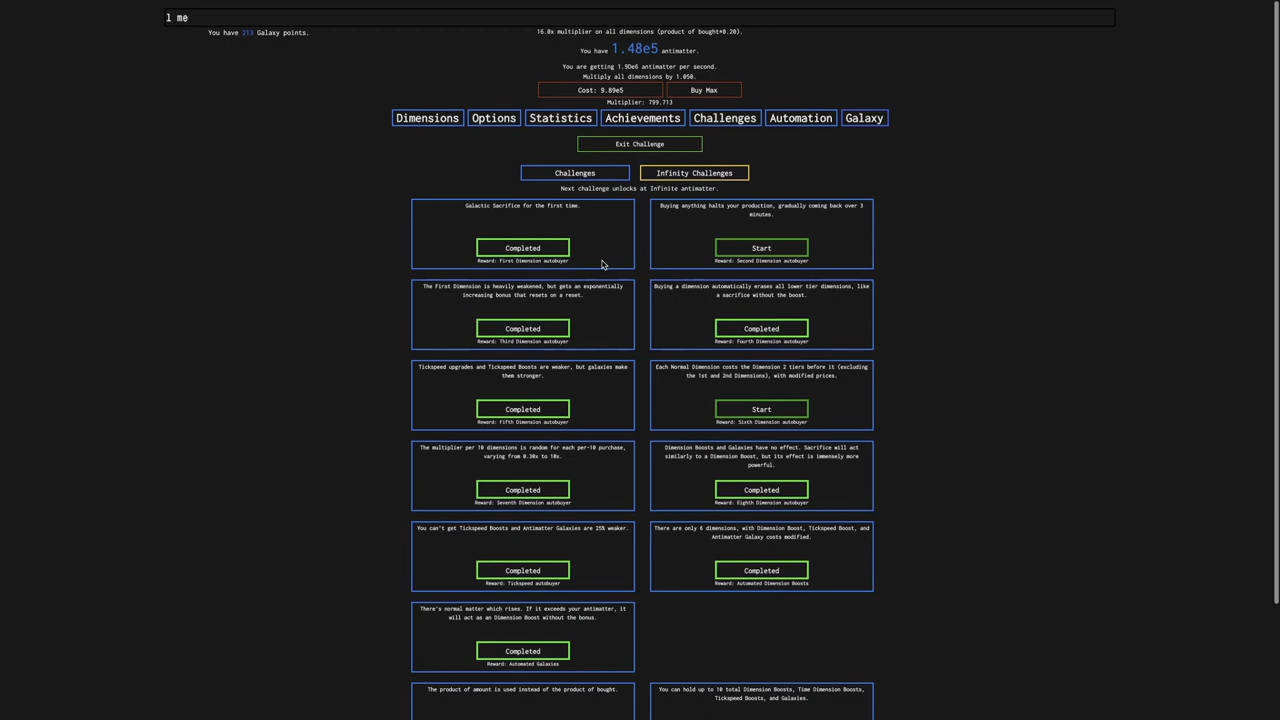 l me
You have 213 Galaxy points.
16.0x multiplier on all dimensions (product of bought*0.20).
You have 1.48e5 antimatter.
You are getting 1.90e6 antimatter per second.
Multiply all dimensions by 1.050.
Cost: 9.89e5
Buy Max
Multiplier: 799.713
Dimensions
Options
Statistics
Achievements
Challenges
Automation
Galaxy
Exit Challenge
Challenges
Infinity Challenges
Next challenge unlocks at Infinite antimatter.
Galactic Sacrifice for the first time.
Completed
Reward: First Dimension autobuyer
Buying anything halts your production, gradually coming back over 3
minutes.
Start
Reward: Second Dimension autobuyer
The First Dimension is heavily weakened, but gets an exponentially
increasing bonus that resets on a reset.
Completed
Reward: Third Dimension autobuyer
Buying a dimension automatically erases all lower tier dimensions, like
a sacrifice without the boost.
Completed
Reward: Fourth Dimension autobuyer
Tickspeed upgrades and Tickspeed Boosts are weaker, but galaxies make
them stronger.
Completed
Reward: Fifth Dimension autobuyer
Each Normal Dimension costs the Dimension 2 tiers before it (excluding
the 1st and 2nd Dimensions), with modified prices.
Start
Reward: Sixth Dimension autobuyer
The multiplier per 10 dimensions is random for each per-10 purchase,
varying from 0.30x to 10x.
Completed
Reward: Seventh Dimension autobuyer
Dimension Boosts and Galaxies have no effect. Sacrifice will act
similarly to a Dimension Boost, but its effect is immensely more
powerful.
Completed
Reward: Eighth Dimension autobuyer
You can't get Tickspeed Boosts and Antimatter Galaxies are 25% weaker.
Completed
Reward: Tickspeed autobuyer
There are only 6 dimensions, with Dimension Boost, Tickspeed Boost, and
Antimatter Galaxy costs modified.
Completed
Reward: Automated Dimension Boosts
There's normal matter which rises. If it exceeds your antimatter, it
will act as an Dimension Boost without the bonus.
Completed
Reward: Automated Galaxies
The product of amount is used instead of the product of bought.
You can hold up to 10 total Dimension Boosts, Time Dimension Boosts,
Tickspeed Boosts, and Galaxies.